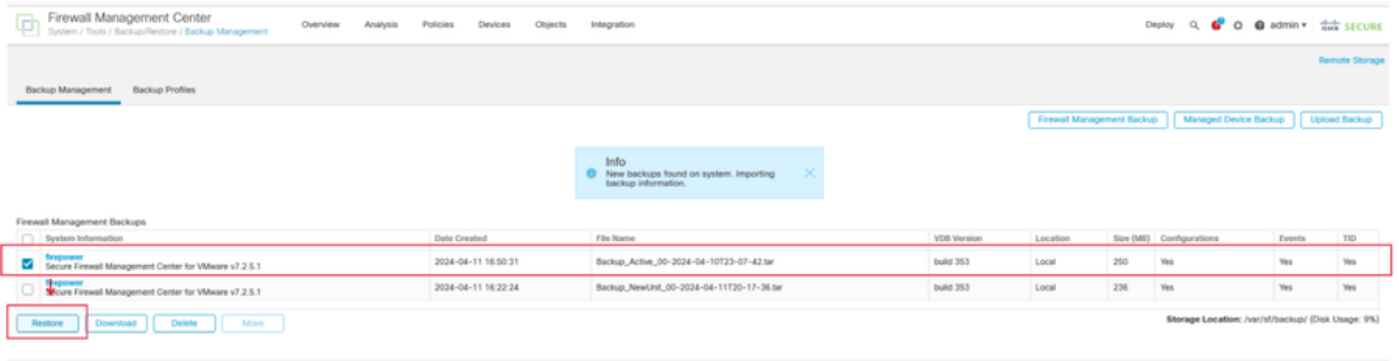 Firewall Management Center
System / Tools / Backup/Restore / Backup Management
Overview Analysis Policies Devices Objects Integration
Deploy admin SECURE
Remote Storage
Backup Management Backup Profiles
Firewall Management Backup Managed Device Backup Upload Backup
Info
New backups found on system. Importing
backup information.
Firewall Management Backups
System Information Date Created File Name VDB Version Location Size (MB) Configurations Events TID
firepower
Secure Firewall Management Center for VMware v7.2.5.1 2024-04-11 16:50:31 Backup_Active_00-2024-04-10T23-07-42.tar build 353 Local 250 Yes Yes Yes
firepower
Secure Firewall Management Center for VMware v7.2.5.1 2024-04-11 16:22:24 Backup_NewUnit_00-2024-04-11T20-17-36.tar build 353 Local 236 Yes Yes Yes
Restore Download Delete Move
Storage Location: /var/sf/backup/ (Disk Usage: 9%)